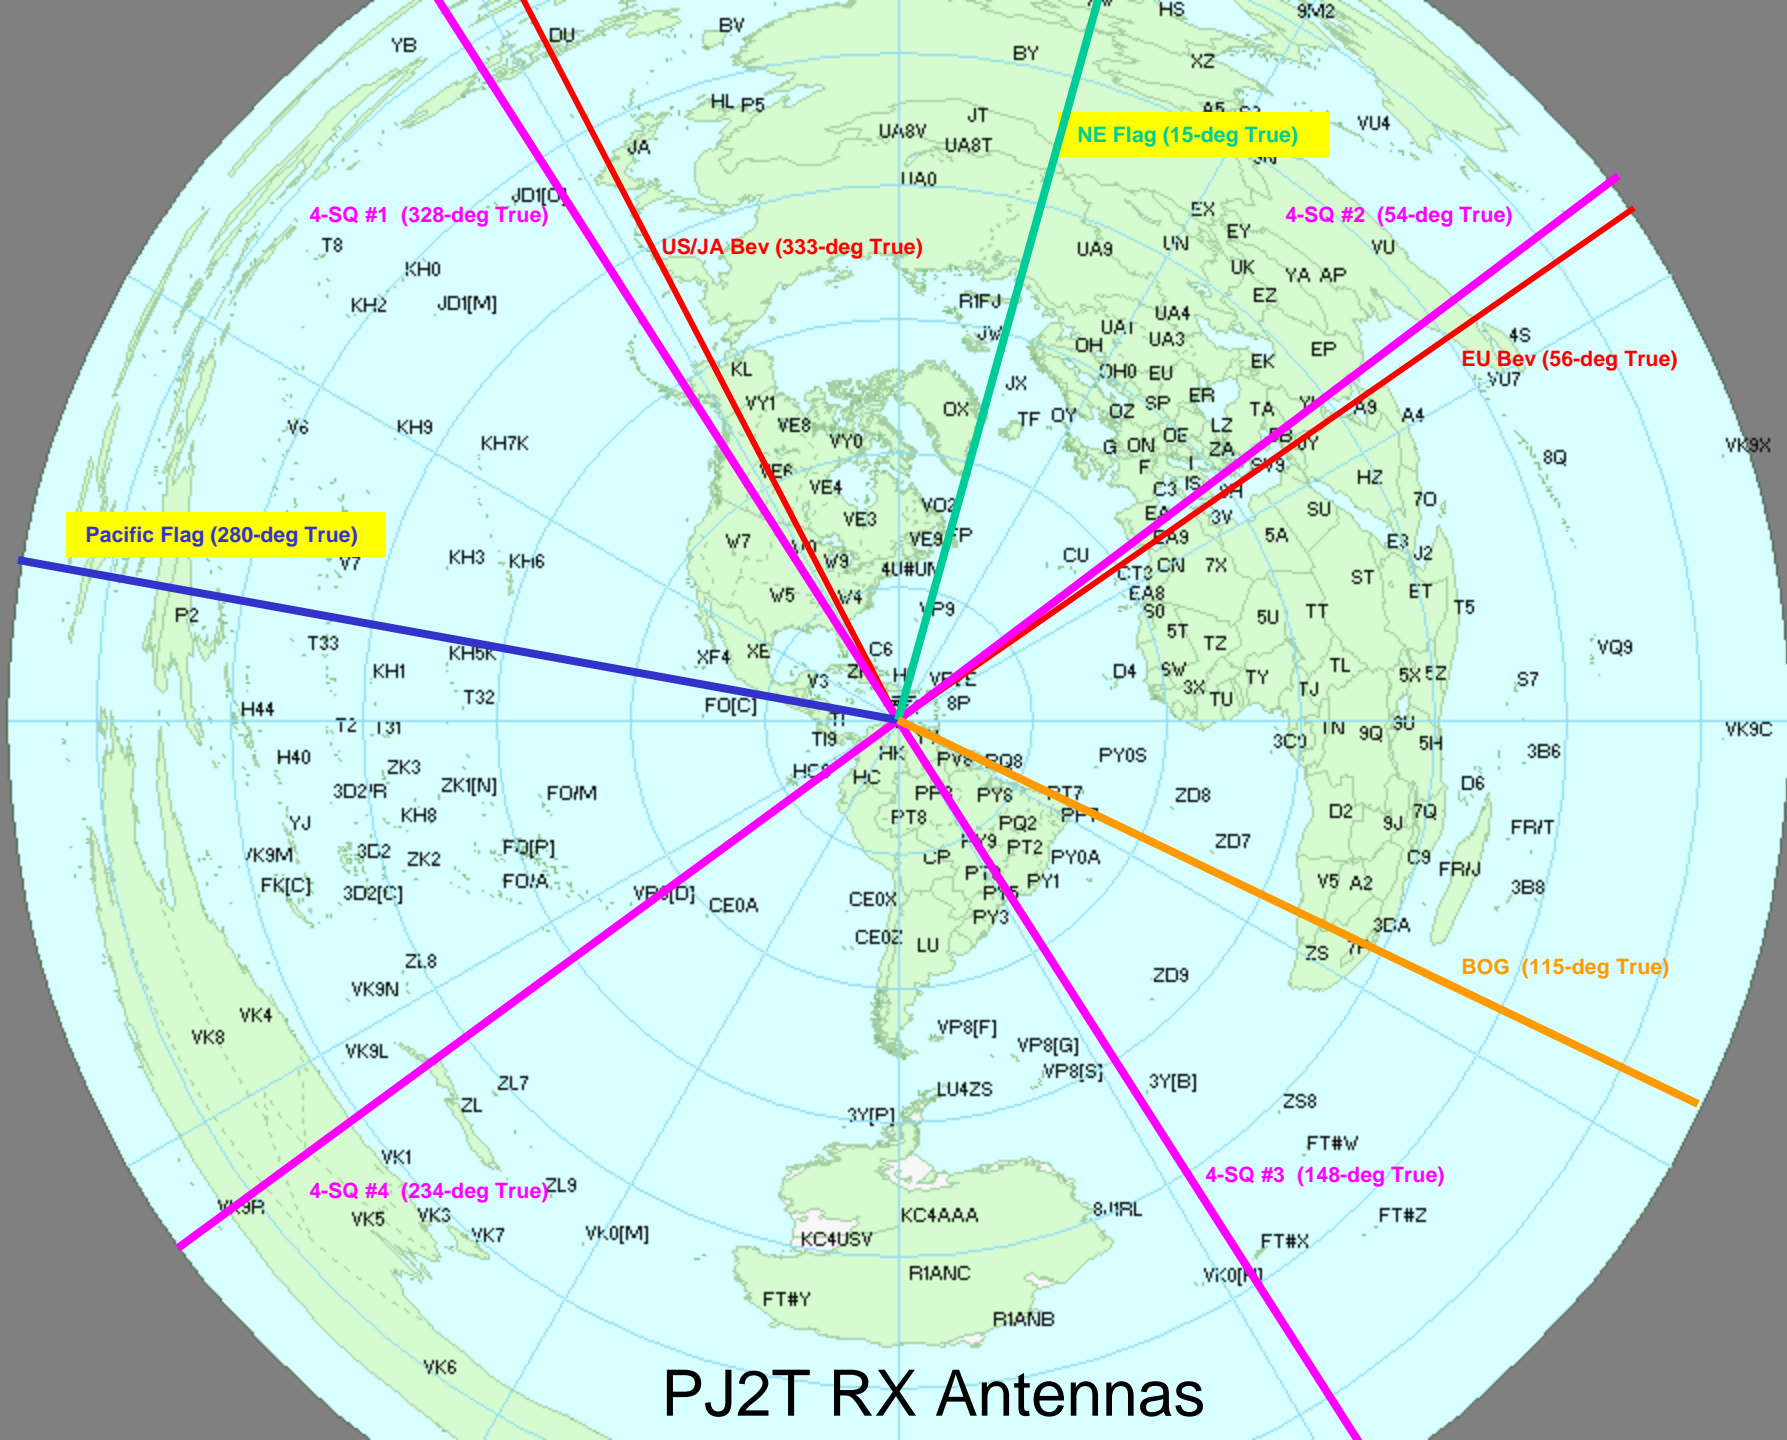 HS
9M2
BV
DU
YB
BY
XZ
HL P5
JT
VU4
UA8V
UA8T
NE Flag (15-deg True)
JA
UA0
JD1[O]
4-SQ #1 (328-deg True)
EX
4-SQ #2 (54-deg True)
T8
US/JA Bev (333-deg True)
UA9
UN
EY
VU
KH0
UK
YA AP
KH2
JD1[M]
R1FJ
EZ
UA4
UA1
JW
UA3
4S
OH
EP
EU Bev (56-deg True)
EK
KL
OH0
EU
VU7
JX
VY1
OX
SP
ER
TA
A9
A4
V6
KH9
VE8
TF
OY
OZ
LZ
KH7K
VY0
G
ON
OE
ZA
VK9X
8Q
VE6
F
I
SV9
HZ
VE4
C3
IS
7O
VO2
VE3
3V
SU
Pacific Flag (280-deg True)
W7
VE9
EA9
5A
E3
KH3
KH6
W9
CU
J2
V7
4U#UN
CT3
CN
7X
ST
W5
W4
EA8
ET
P2
VP9
S0
5U
TT
T5
T33
5T
TZ
VQ9
XF4
XE
C6
KH5K
KH1
V3
D4
SW
TY
TL
5X
5Z
S7
T32
3X
TU
TJ
FO[C]
8P
H44
T2
T31
TI9
TN
9Q
VK9C
3C0
5H
H40
HK
PY0S
3B6
ZK3
HC
PQ8
D6
3D2/R
ZK1[N]
FO/M
PY8
PT7
ZD8
YJ
KH8
PT8
PQ2
D2
9J
7Q
FR/T
3D2
ZK2
FO[P]
PT2
PY0A
ZD7
C9
FR/J
FK[C]
3D2[C]
FO/A
CE0X
PY1
V5
A2
3B8
CE0A
PY3
3DA
CE0Z
LU
ZS
BOG (115-deg True)
ZL8
ZD9
VK9N
VK4
VK8
VP8[F]
VK9L
VP8[G]
VP8[S]
ZL7
LU4ZS
3Y[B]
ZL
3Y[P]
ZS8
FT#W
VK1
4-SQ #4 (234-deg True)
ZL9
4-SQ #3 (148-deg True)
VK9R
VK5
VK3
KC4AAA
8J1RL
FT#Z
VK7
VK0[M]
KC4USV
FT#X
R1ANC
FT#Y
R1ANB
VK6
PJ2T RX Antennas